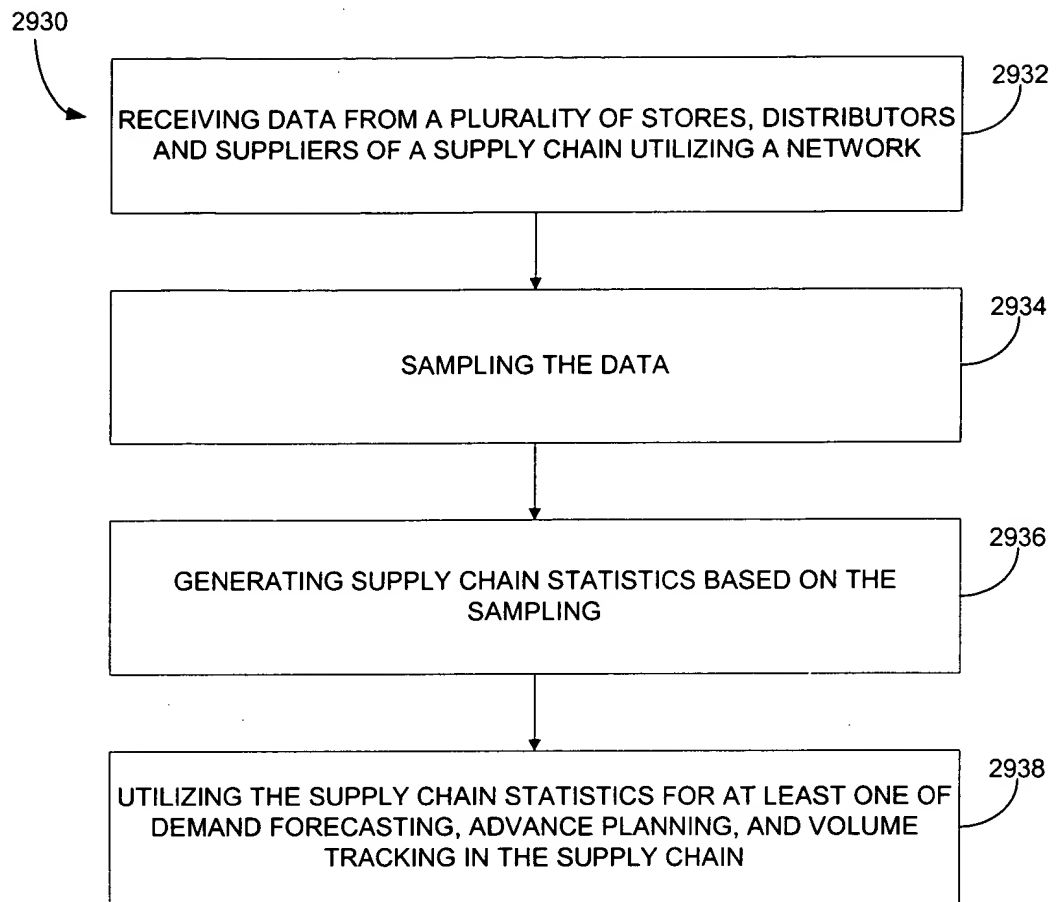 2930
2932
RECEIVING DATA FROM A PLURALITY OF STORES, DISTRIBUTORS
AND SUPPLIERS OF A SUPPLY CHAIN UTILIZING A NETWORK
2934
SAMPLING THE DATA
2936
GENERATING SUPPLY CHAIN STATISTICS BASED ON THE
SAMPLING
2938
UTILIZING THE SUPPLY CHAIN STATISTICS FOR AT LEAST ONE OF
DEMAND FORECASTING, ADVANCE PLANNING, AND VOLUME
TRACKING IN THE SUPPLY CHAIN